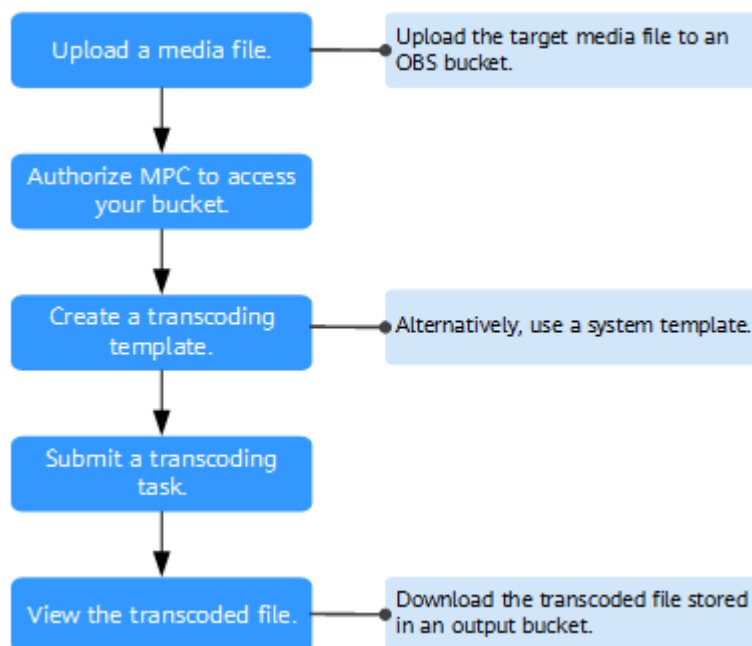 Upload a media file.
Upload the target media file to an
OBS bucket.
Authorize MPC to access
your bucket.
Create a transcoding
template.
Alternatively, use a system template.
Submit a transcoding
task.
View the transcoded file.
Download the transcoded file stored
in an output bucket.